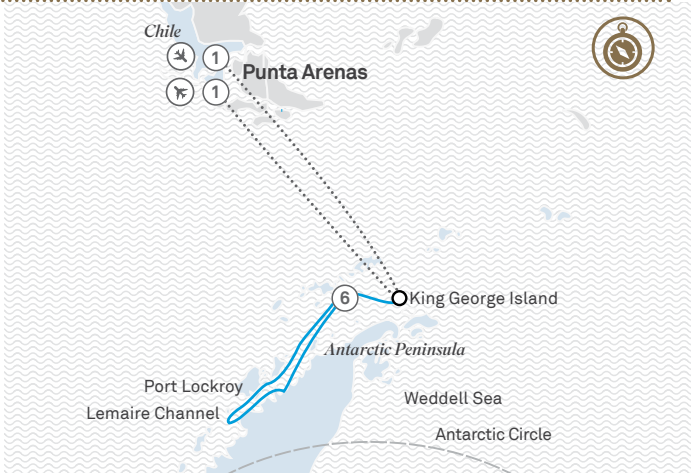 Chile
1
Punta Arenas
1
6
King George Island
Antarctic Peninsula
Port Lockroy
Weddell Sea
Lemaire Channel
Antarctic Circle